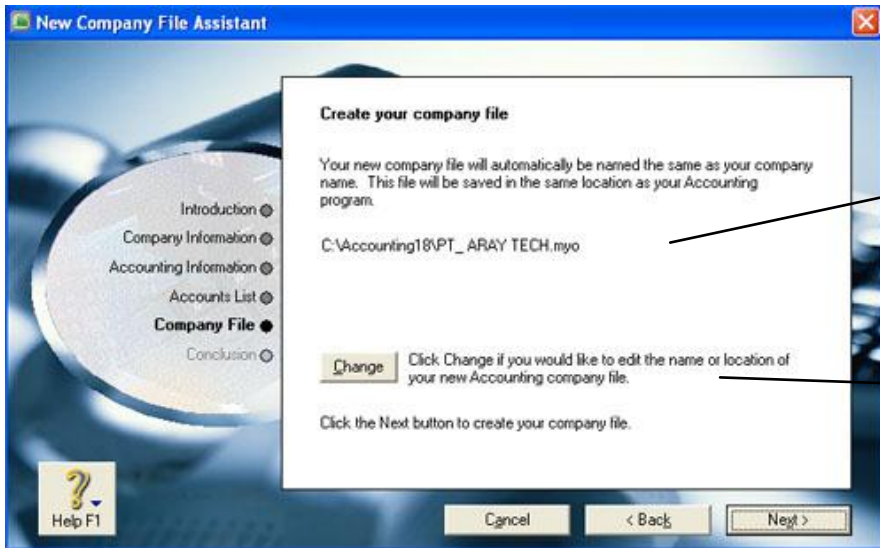 New Company File Assistant
Create your company file
Your new company file will automatically be named the same as your company
name. This file will be saved in the same location as your Accounting
program.
C:\Accounting18\PT_ ARAY TECH.myo
Introduction
Company Information
Accounting Information
Accounts List
Company File
Conclusion
Change
Click Change if you would like to edit the name or location of
your new Accounting company file.
Click the Next button to create your company file.
Help F1
Cancel
< Back
Next >